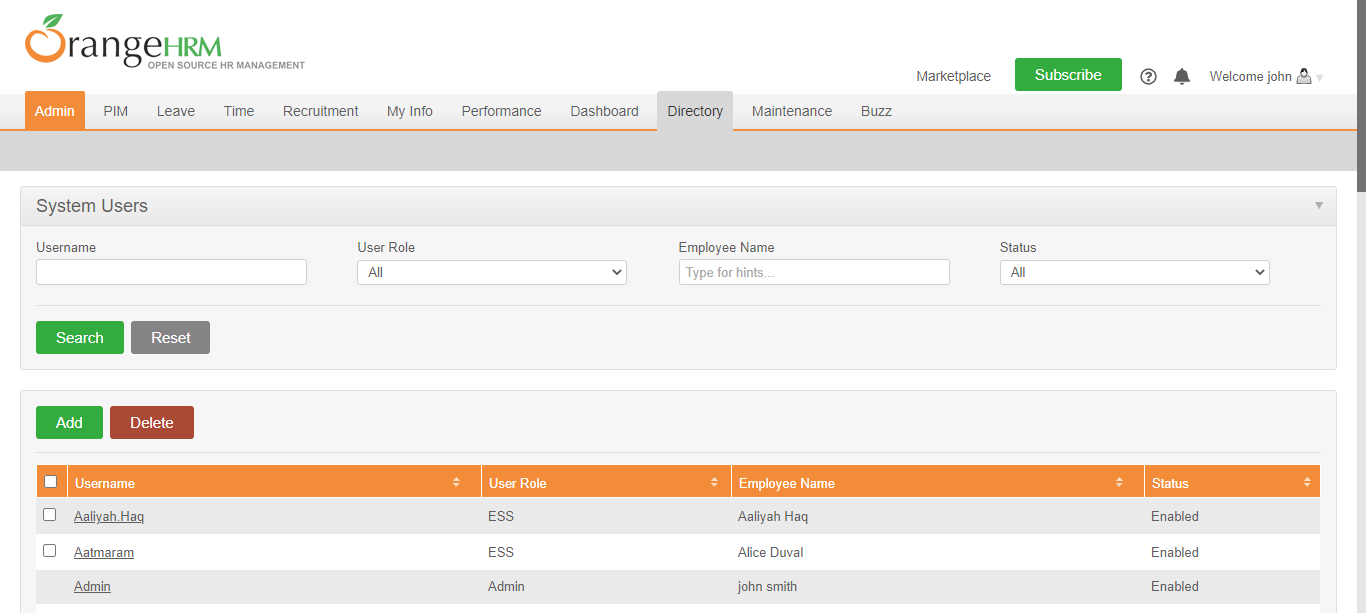 OrangeHRM
OPEN SOURCE HR MANAGEMENT
Marketplace Subscribe Welcome john
Admin PIM Leave Time Recruitment My Info Performance Dashboard Directory Maintenance Buzz
System Users
Username User Role Employee Name Status
All Type for hints... All
Search Reset
Add Delete
Username User Role Employee Name Status
Aaliyah.Haq ESS Aaliyah Haq Enabled
Aatmaram ESS Alice Duval Enabled
Admin Admin john smith Enabled